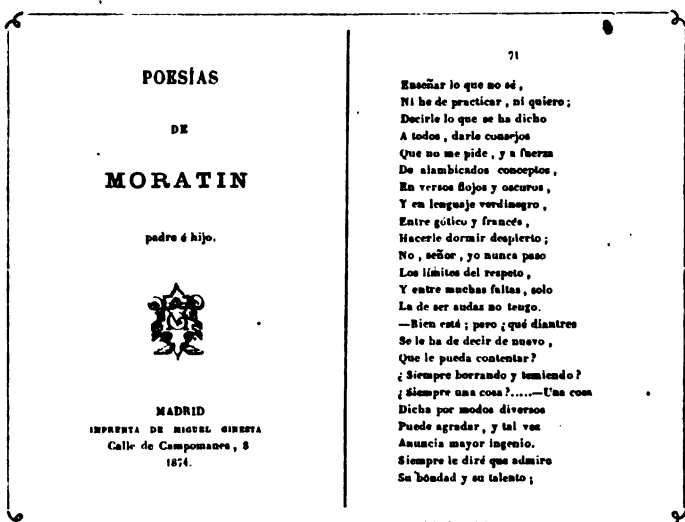 POESÍAS
DE
MORATIN
padre é hijo.
M
MADRID
IMPRENTA DE MIGUEL GINESTA
Calle de Campomanes, 8
1874.
71
Enseñar lo que no sé,
Ni he de practicar, ni quiero;
Decirle lo que se ha dicho
A todos, darle consejos
Que no me pide, y a fuerza
De alambicados conceptos,
En versos flojos y oscuros,
Y en lenguaje verdinegro,
Entre gótico y francés,
Hacerle dormir despierto;
No, señor, yo nunca paso
Los límites del respeto,
Y entre muchas faltas, solo
La de ser audaz no tengo.
—Bien está; pero ¿qué diantres
Se le ha de decir de nuevo,
Que le pueda contentar?
¿Siempre borrando y temiendo?
¿Siempre una cosa?.....—Una cosa
Dicha por modos diversos
Puede agradar, y tal vez
Anuncia mayor ingenio.
Siempre le diré que admiro
Su bondad y su talento;